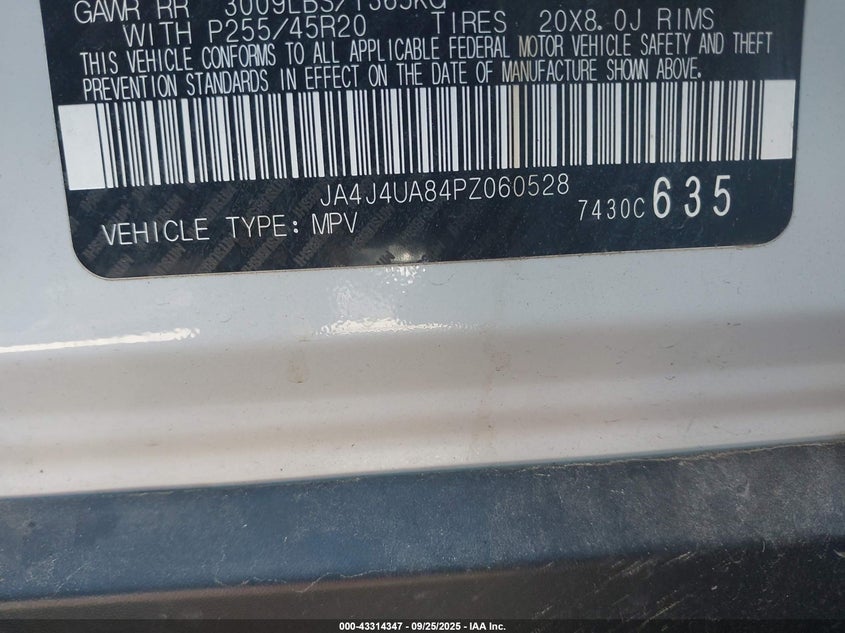 GAWR RR 3009LBS/1365KG
WITH P255/45R20 TIRES 20X8.0J RIMS
THIS VEHICLE CONFORMS TO ALL APPLICABLE FEDERAL MOTOR VEHICLE SAFETY AND THEFT
PREVENTION STANDARDS IN EFFECT ON THE DATE OF MANUFACTURE SHOWN ABOVE.
JA4J4UA84PZ060528
VEHICLE TYPE: MPV 7430C 635
000-43314347 - 09/25/2025 - IAA Inc.